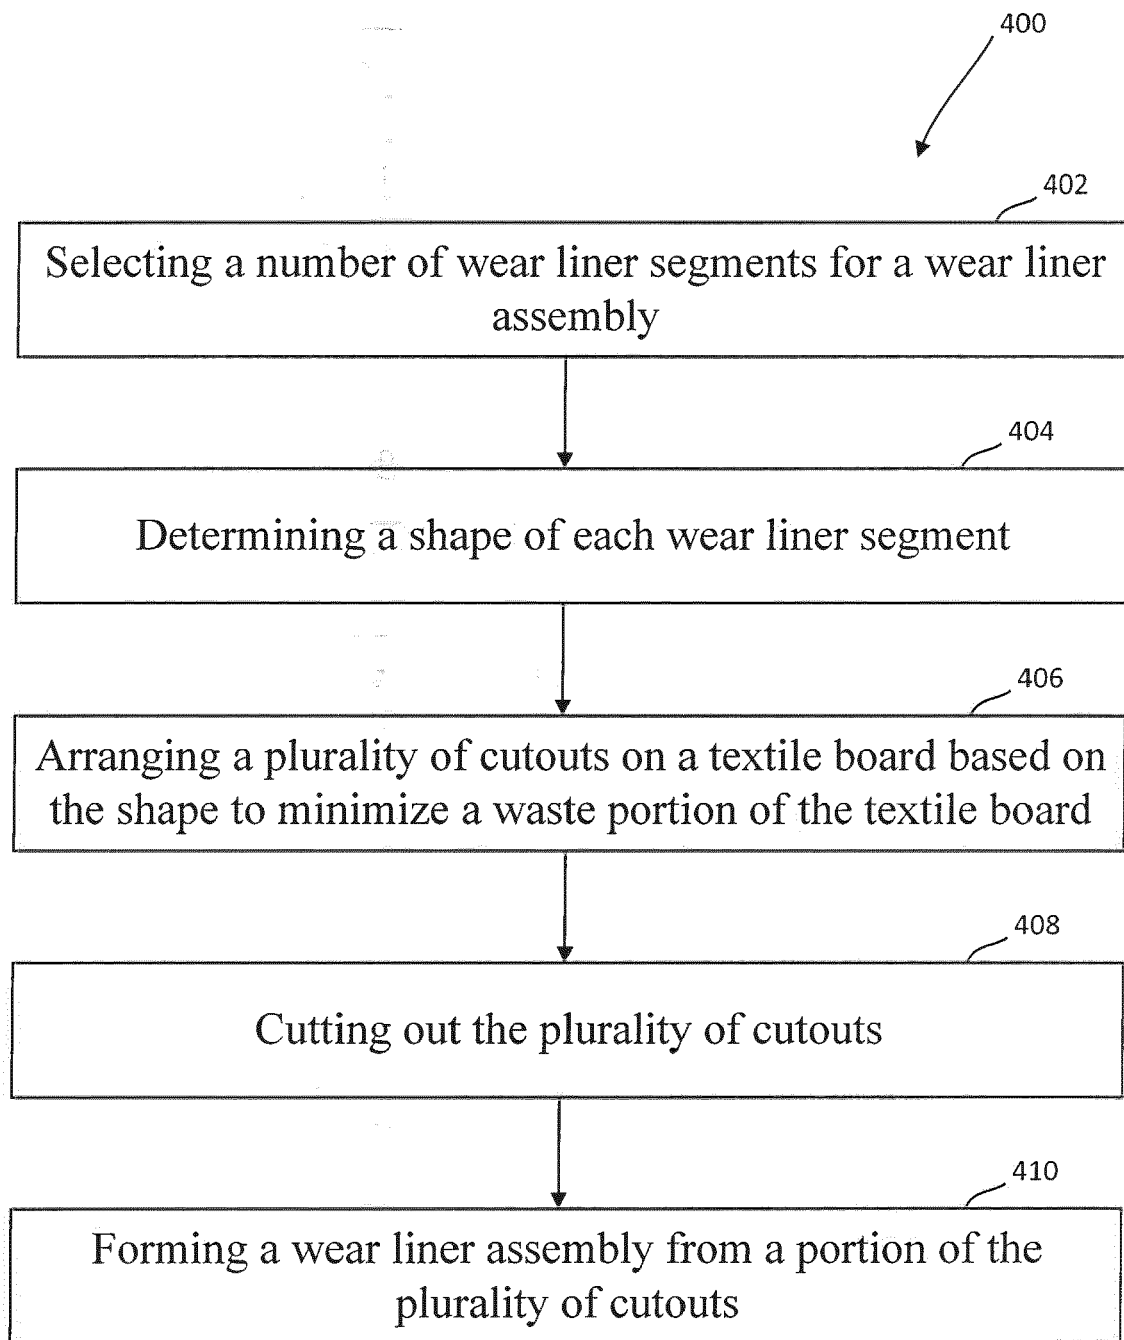 400
402
Selecting a number of wear liner segments for a wear liner
assembly
404
Determining a shape of each wear liner segment
406
Arranging a plurality of cutouts on a textile board based on
the shape to minimize a waste portion of the textile board
408
Cutting out the plurality of cutouts
410
Forming a wear liner assembly from a portion of the
plurality of cutouts